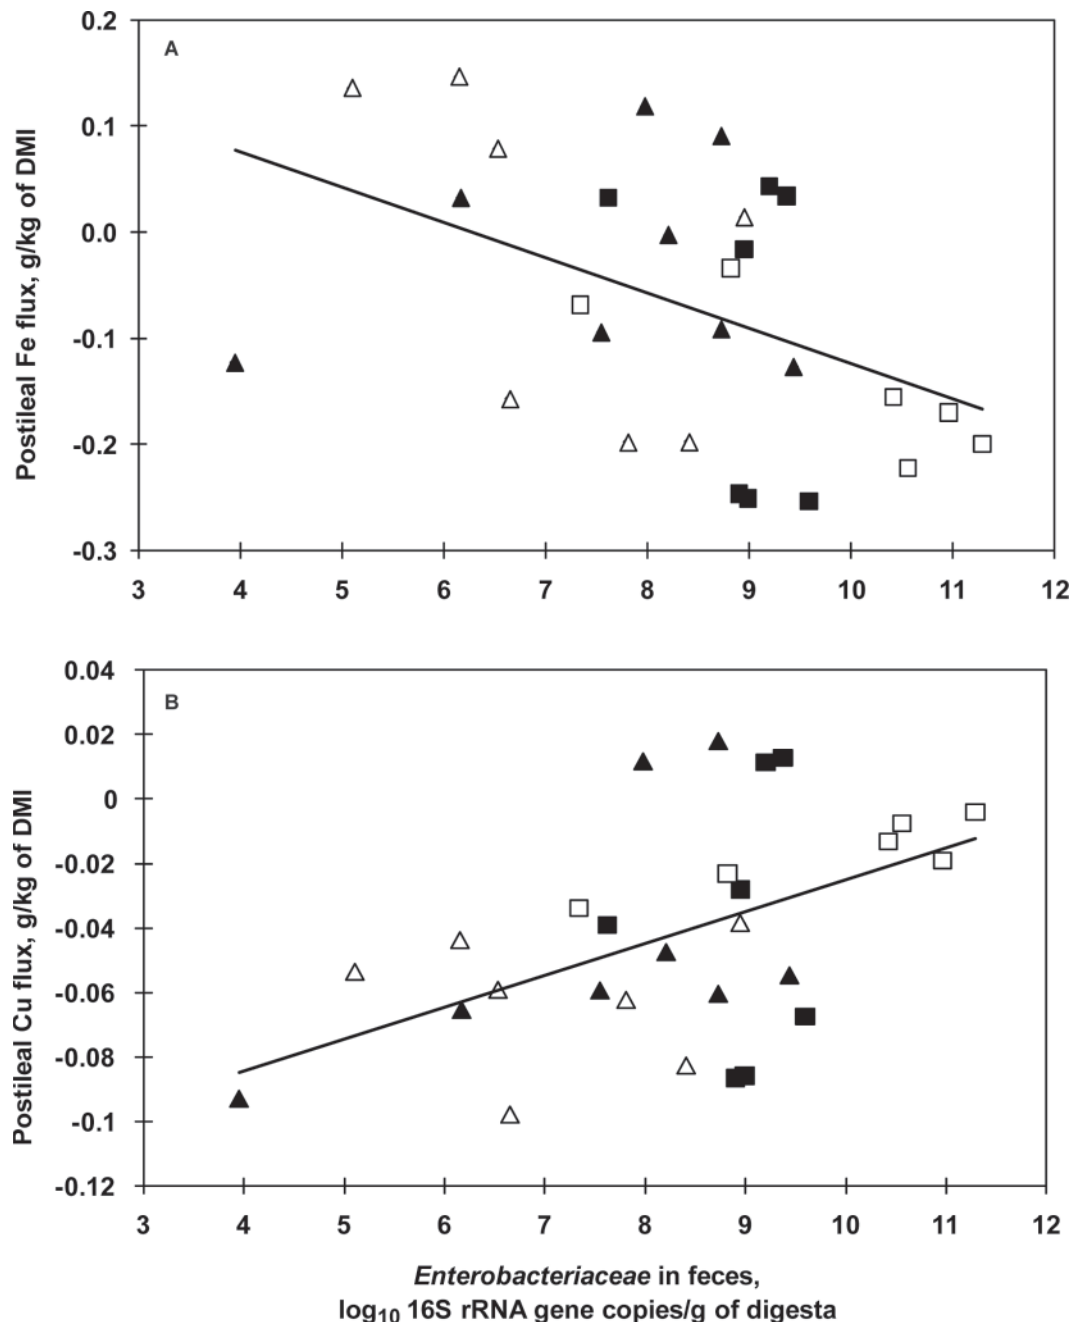 0.2
A
0.1
0.0
-0.1
-0.2
-0.3
Postileal Fe flux, g/kg of DMI
3 4 5 6 7 8 9 10 11 12
0.04
B
0.02
0
-0.02
-0.04
-0.06
-0.08
-0.1
-0.12
Postileal Cu flux, g/kg of DMI
3 4 5 6 7 8 9 10 11 12
Enterobacteriaceae in feces,
log₁₀ 16S rRNA gene copies/g of digesta